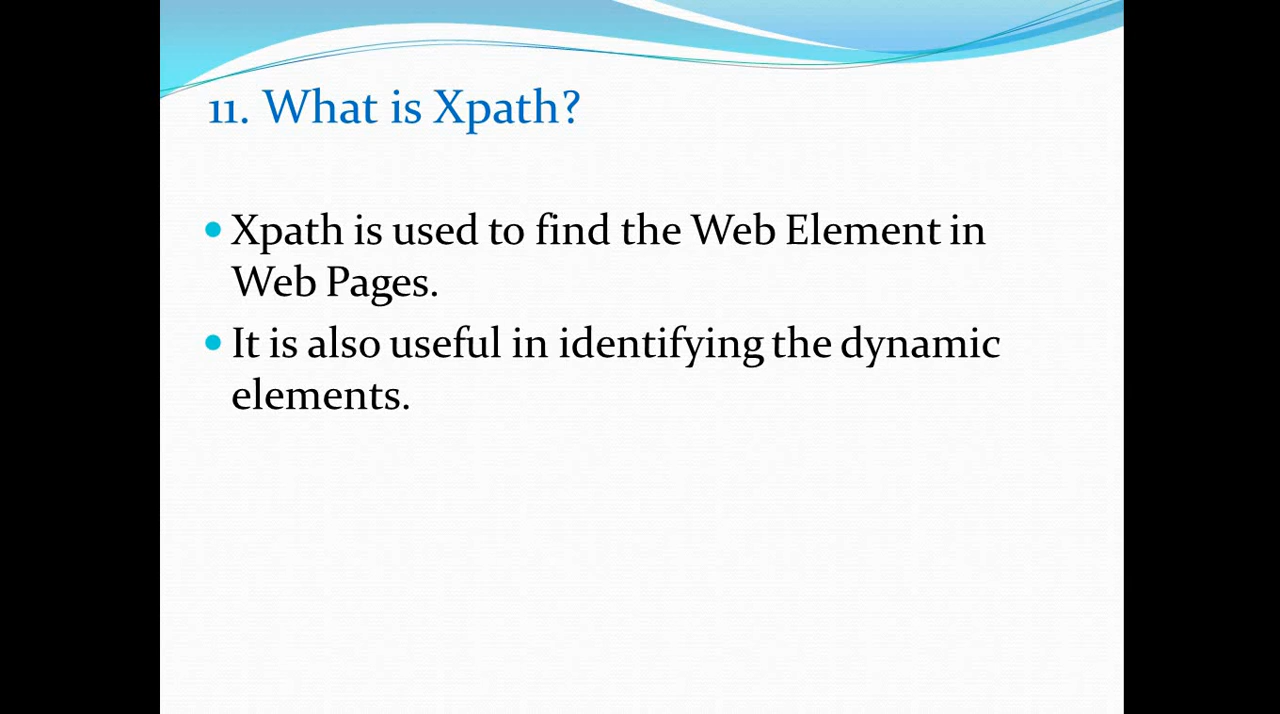 11. What is Xpath?
• Xpath is used to find the Web Element in
Web Pages.
• It is also useful in identifying the dynamic
elements.